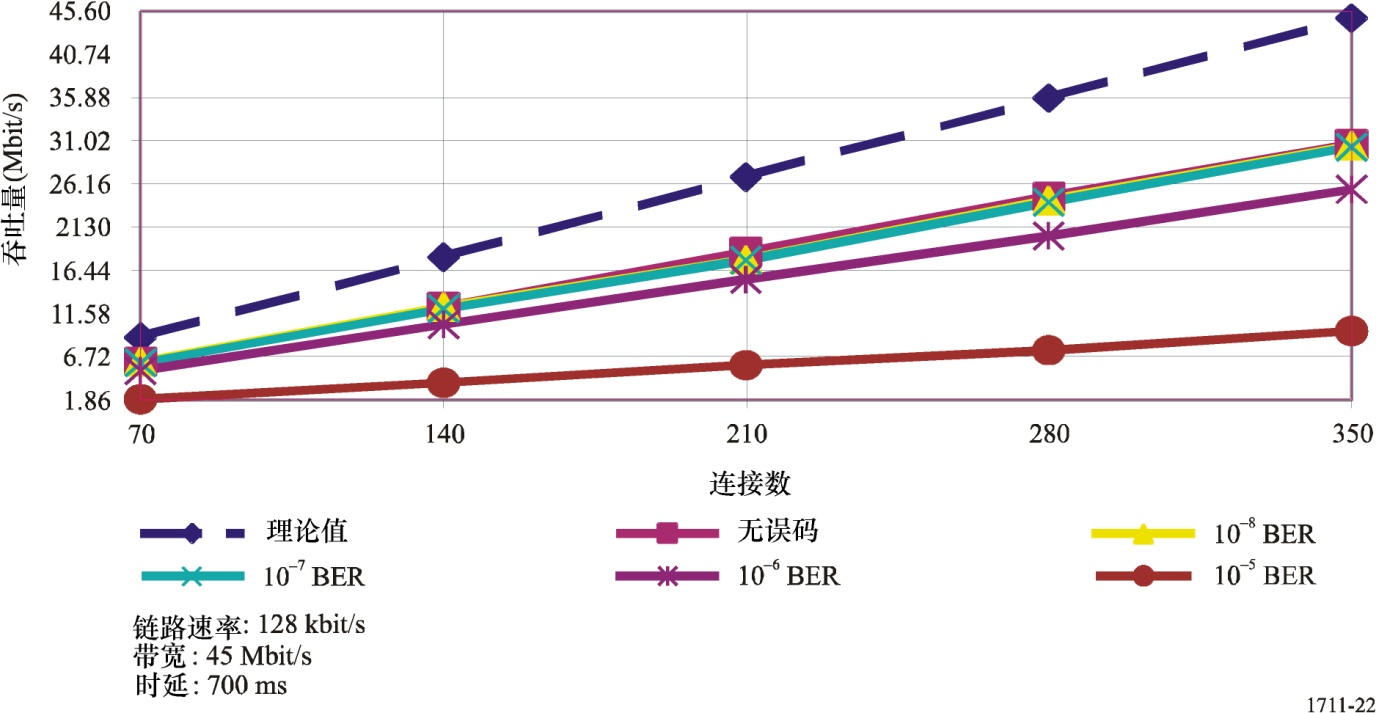 45.60
40.74
35.88
31.02
26.16
2130
16.44
11.58
6.72
1.86
吞吐量(Mbit/s)
70 140 210 280 350
连接数
理论值 无误码 10⁻⁸ BER
10⁻⁷ BER 10⁻⁶ BER 10⁻⁵ BER
链路速率: 128 kbit/s
带宽: 45 Mbit/s
时延: 700 ms
1711-22